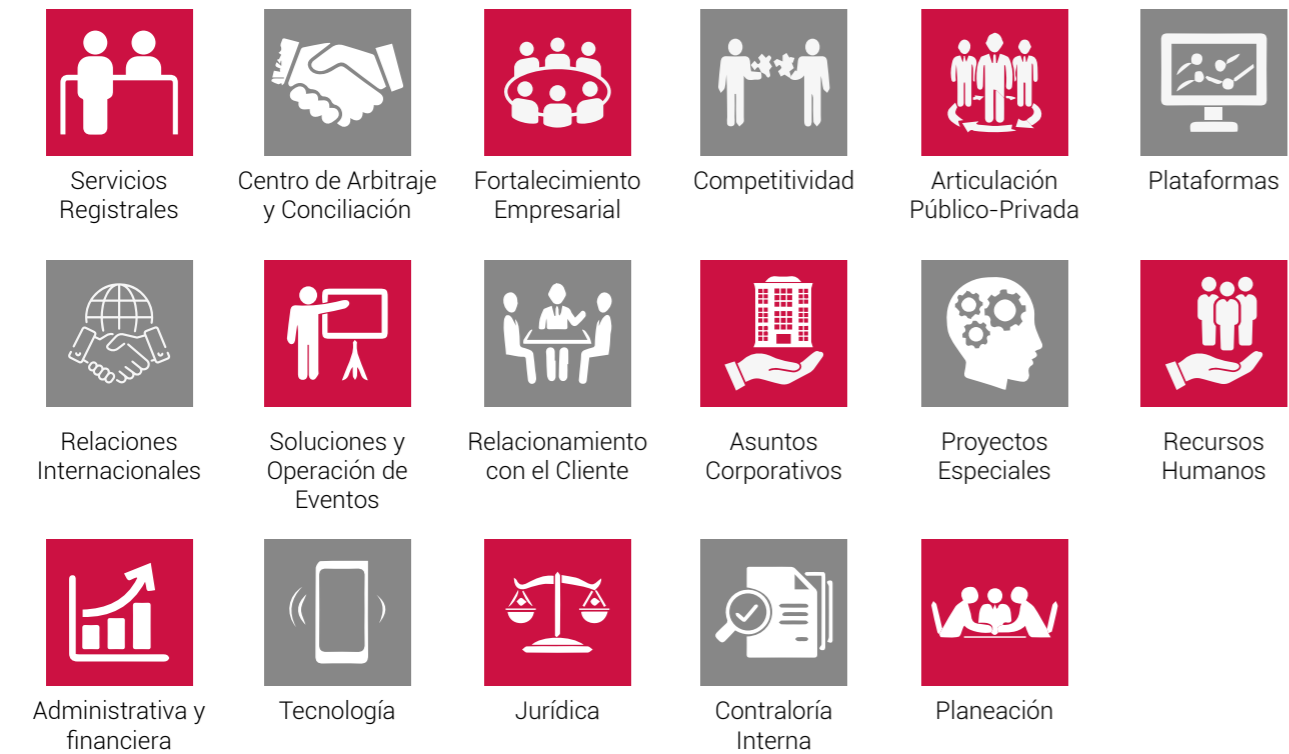 Servicios
Registrales
Centro de Arbitraje
y Conciliación
Fortalecimiento
Empresarial
Competitividad
Articulación
Público-Privada
Plataformas
Relaciones
Internacionales
Soluciones y
Operación de
Eventos
Relacionamiento
con el Cliente
Asuntos
Corporativos
Proyectos
Especiales
Recursos
Humanos
Administrativa y
financiera
Tecnología
Jurídica
Contraloría
Interna
Planeación